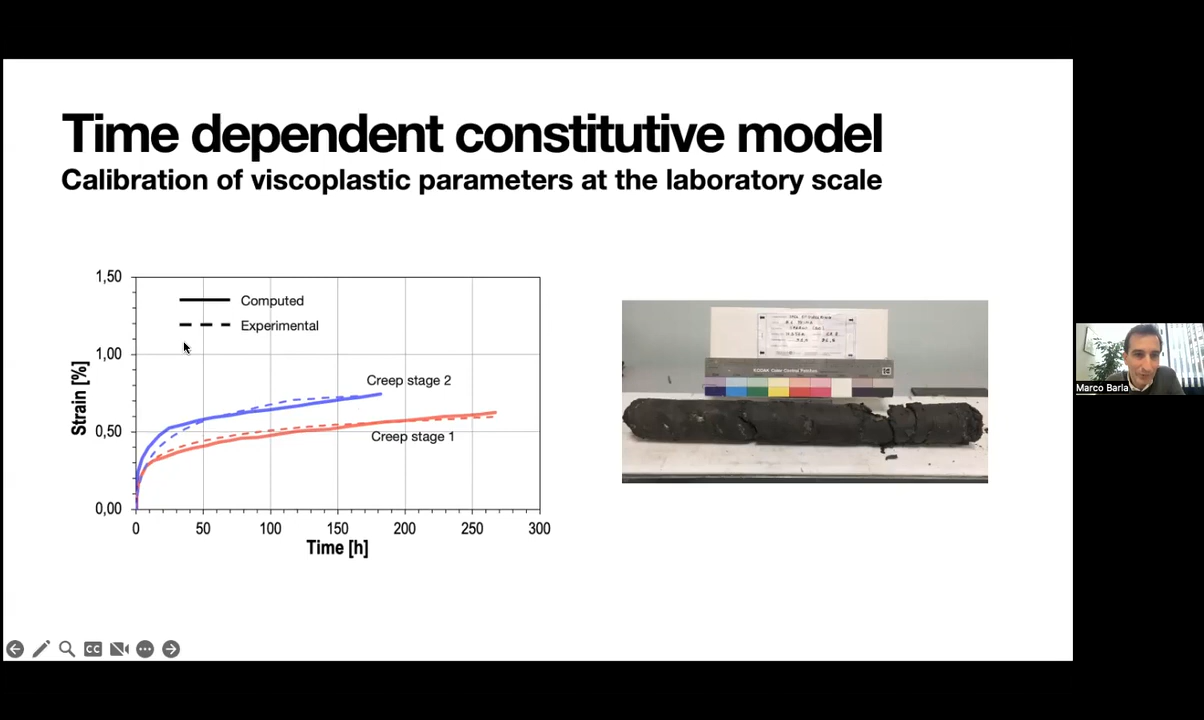 Time dependent constitutive model
Calibration of viscoplastic parameters at the laboratory scale
1,50
1,00
0,50
0,00
Strain [%]
Computed
Experimental
Creep stage 2
Creep stage 1
0 50 100 150 200 250 300
Time [h]
KODAK Color Control Patches
Marco Barla
CC